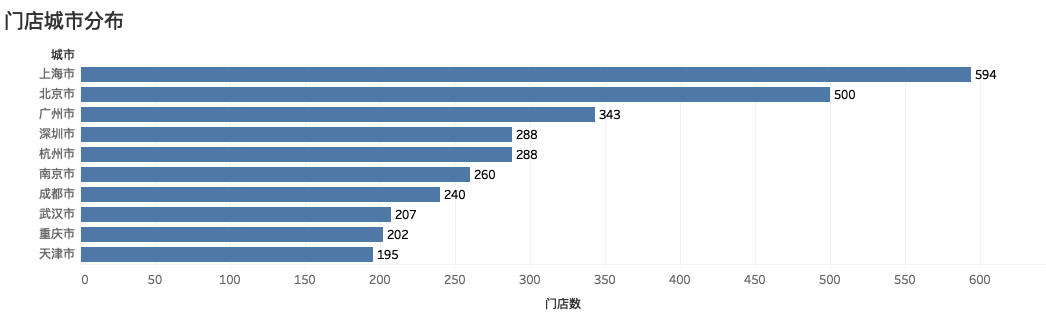 门店城市分布
城市
上海市 594
北京市 500
广州市 343
深圳市 288
杭州市 288
南京市 260
成都市 240
武汉市 207
重庆市 202
天津市 195
0 50 100 150 200 250 300 350 400 450 500 550 600
门店数